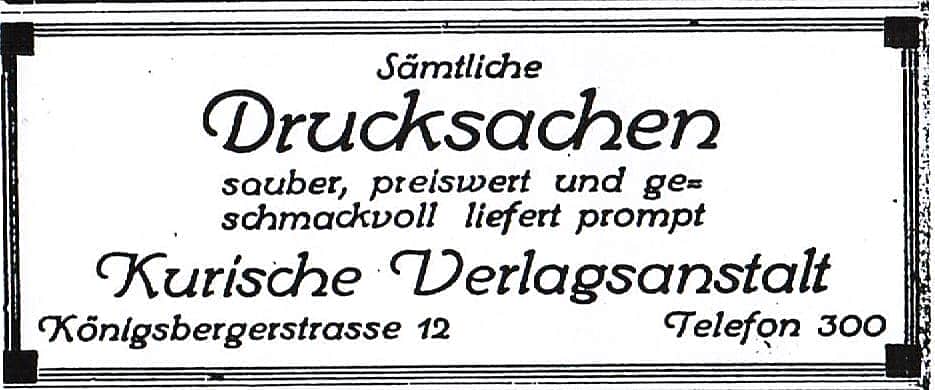 Sämtliche
Drucksachen
sauber, preiswert und ge=
schmackvoll liefert prompt
Kurische Verlagsanstalt
Königsbergerstrasse 12 Telefon 300